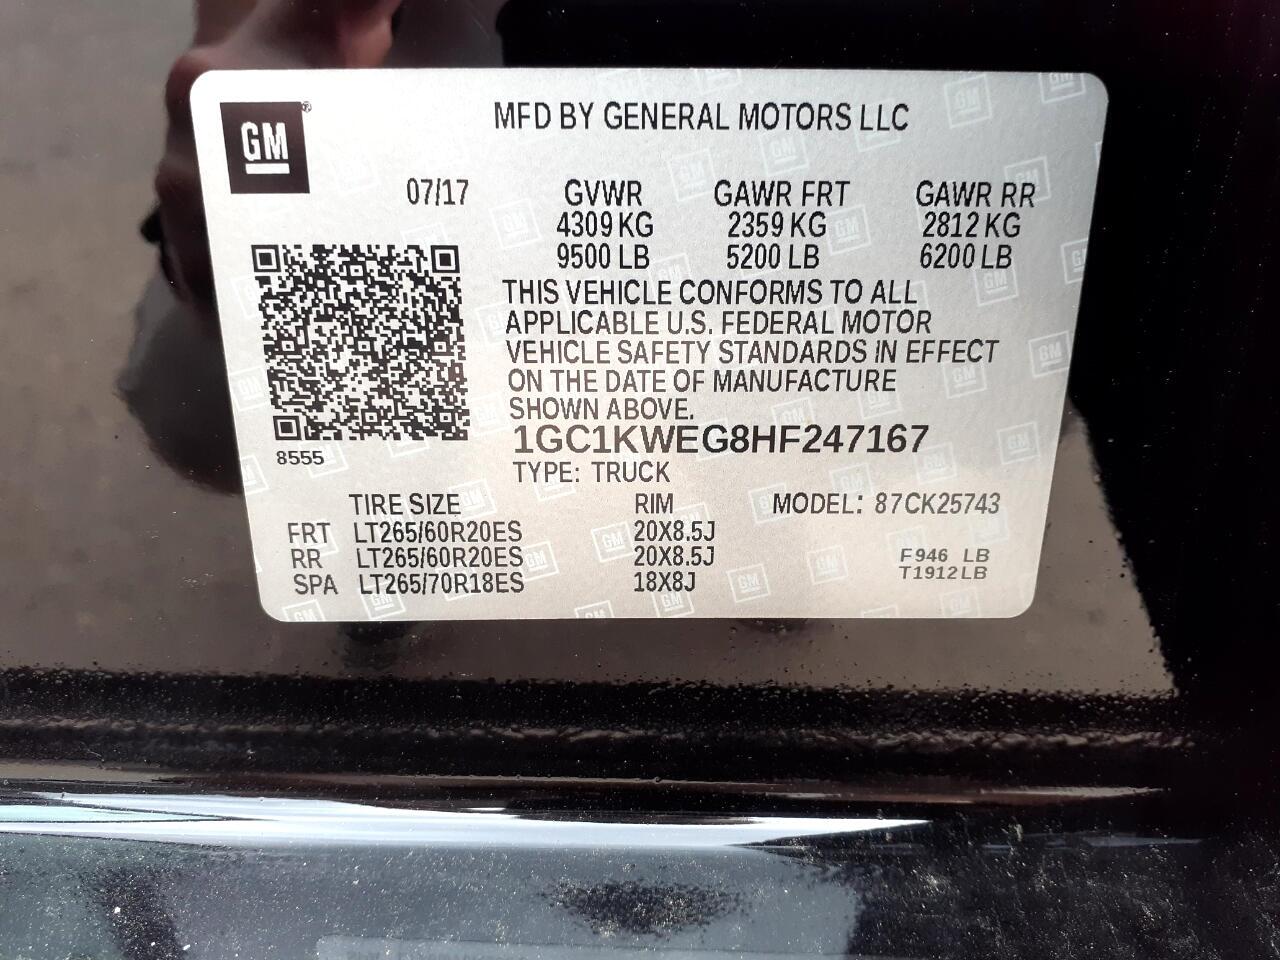 GM
MFD BY GENERAL MOTORS LLC
07/17 GVWR GAWR FRT GAWR RR
4309 KG 2359 KG 2812 KG
9500 LB 5200 LB 6200 LB
THIS VEHICLE CONFORMS TO ALL
APPLICABLE U.S. FEDERAL MOTOR
VEHICLE SAFETY STANDARDS IN EFFECT
ON THE DATE OF MANUFACTURE
SHOWN ABOVE.
1GC1KWEG8HF247167
8555
TYPE: TRUCK
TIRE SIZE RIM MODEL: 87CK25743
FRT LT265/60R20ES 20X8.5J
RR LT265/60R20ES 20X8.5J F946 LB
SPA LT265/70R18ES 18X8J T1912LB